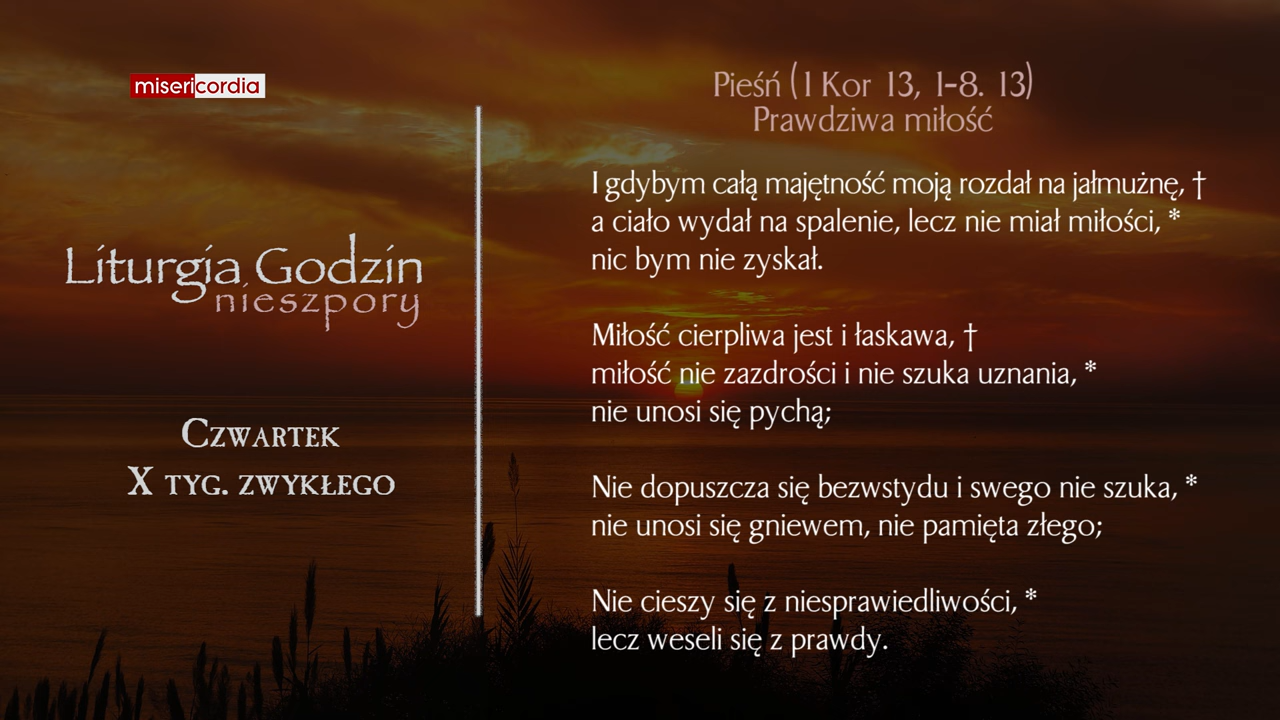 misericordia
Liturgia Godzin
nieszpory
Czwartek
X tyg. zwykłego
Pieśń (1 Kor 13, 1-8. 13)
Prawdziwa miłość
I gdybym całą majętność moją rozdał na jałmużnę, †
a ciało wydał na spalenie, lecz nie miał miłości, *
nic bym nie zyskał.
Miłość cierpliwa jest i łaskawa, †
miłość nie zazdrości i nie szuka uznania, *
nie unosi się pychą;
Nie dopuszcza się bezwstydu i swego nie szuka, *
nie unosi się gniewem, nie pamięta złego;
Nie cieszy się z niesprawiedliwości, *
lecz weseli się z prawdy.